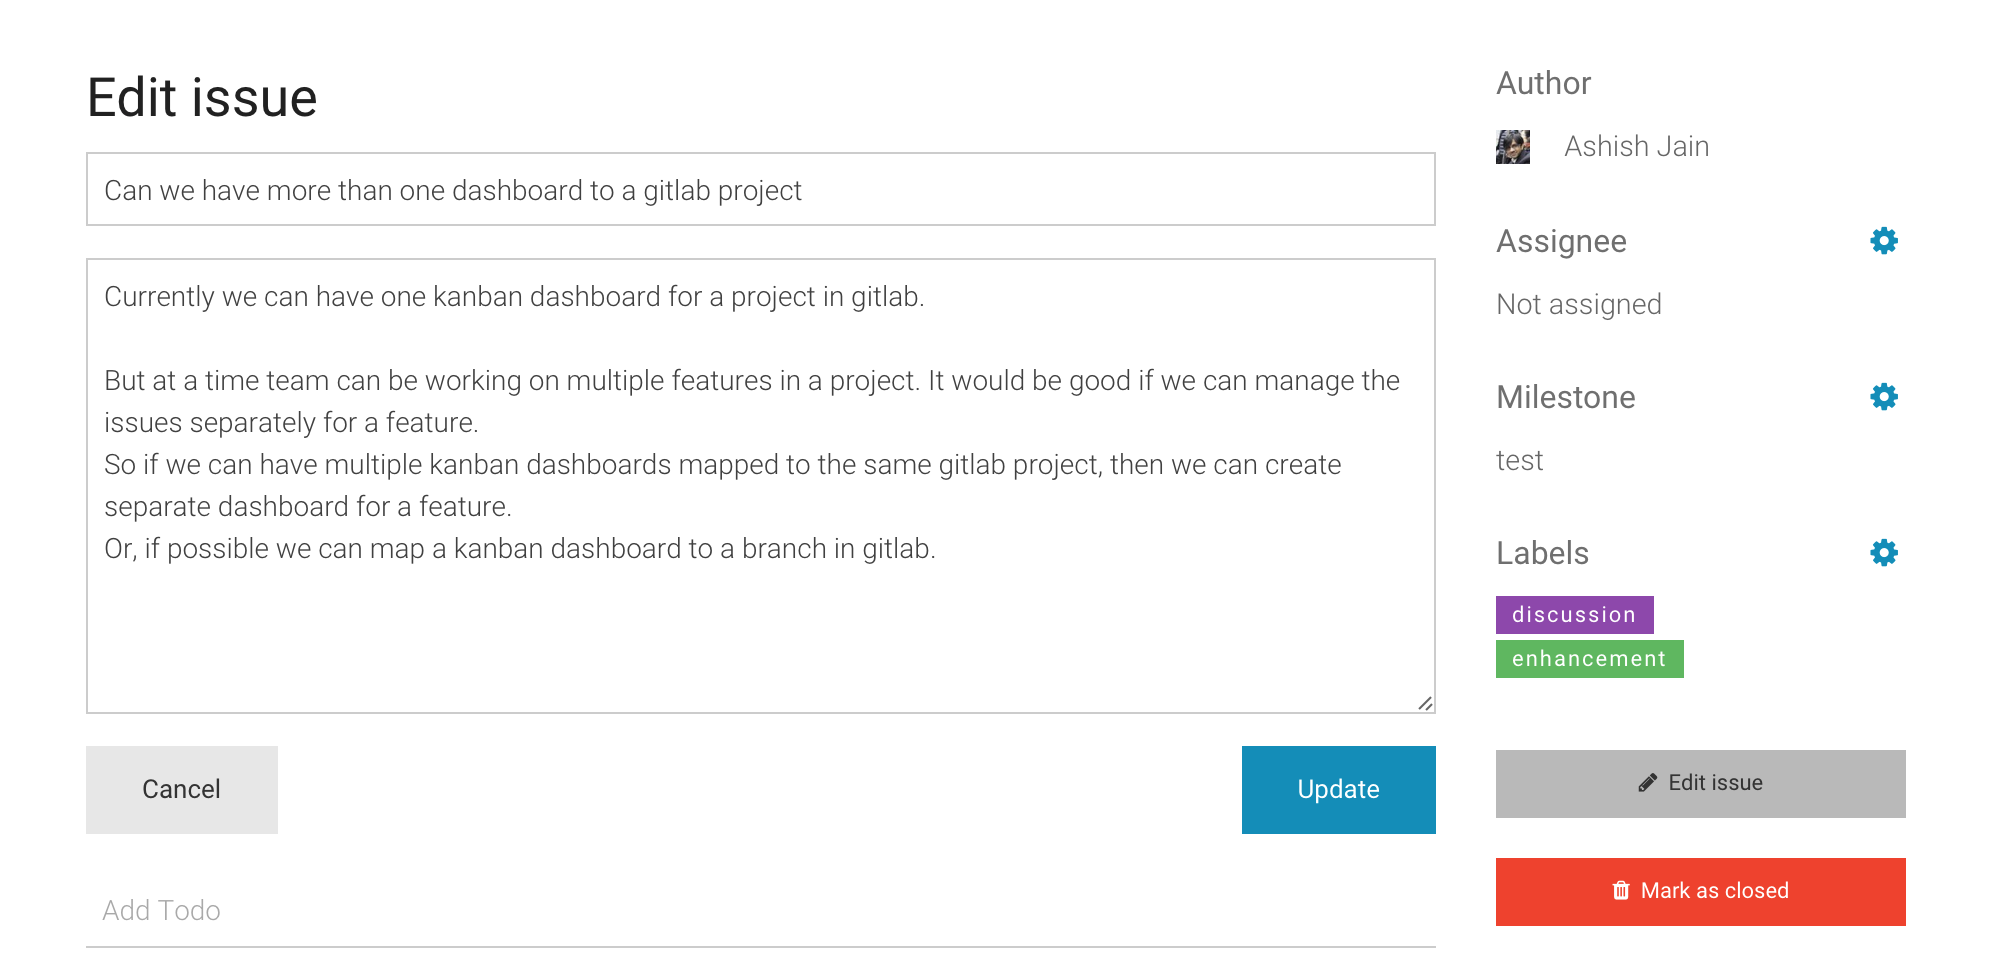 Edit issue
Can we have more than one dashboard to a gitlab project
Currently we can have one kanban dashboard for a project in gitlab.
But at a time team can be working on multiple features in a project. It would be good if we can manage the
issues separately for a feature.
So if we can have multiple kanban dashboards mapped to the same gitlab project, then we can create
separate dashboard for a feature.
Or, if possible we can map a kanban dashboard to a branch in gitlab.
Cancel
Update
Add Todo
Author
Ashish Jain
Assignee
Not assigned
Milestone
test
Labels
discussion
enhancement
Edit issue
Mark as closed